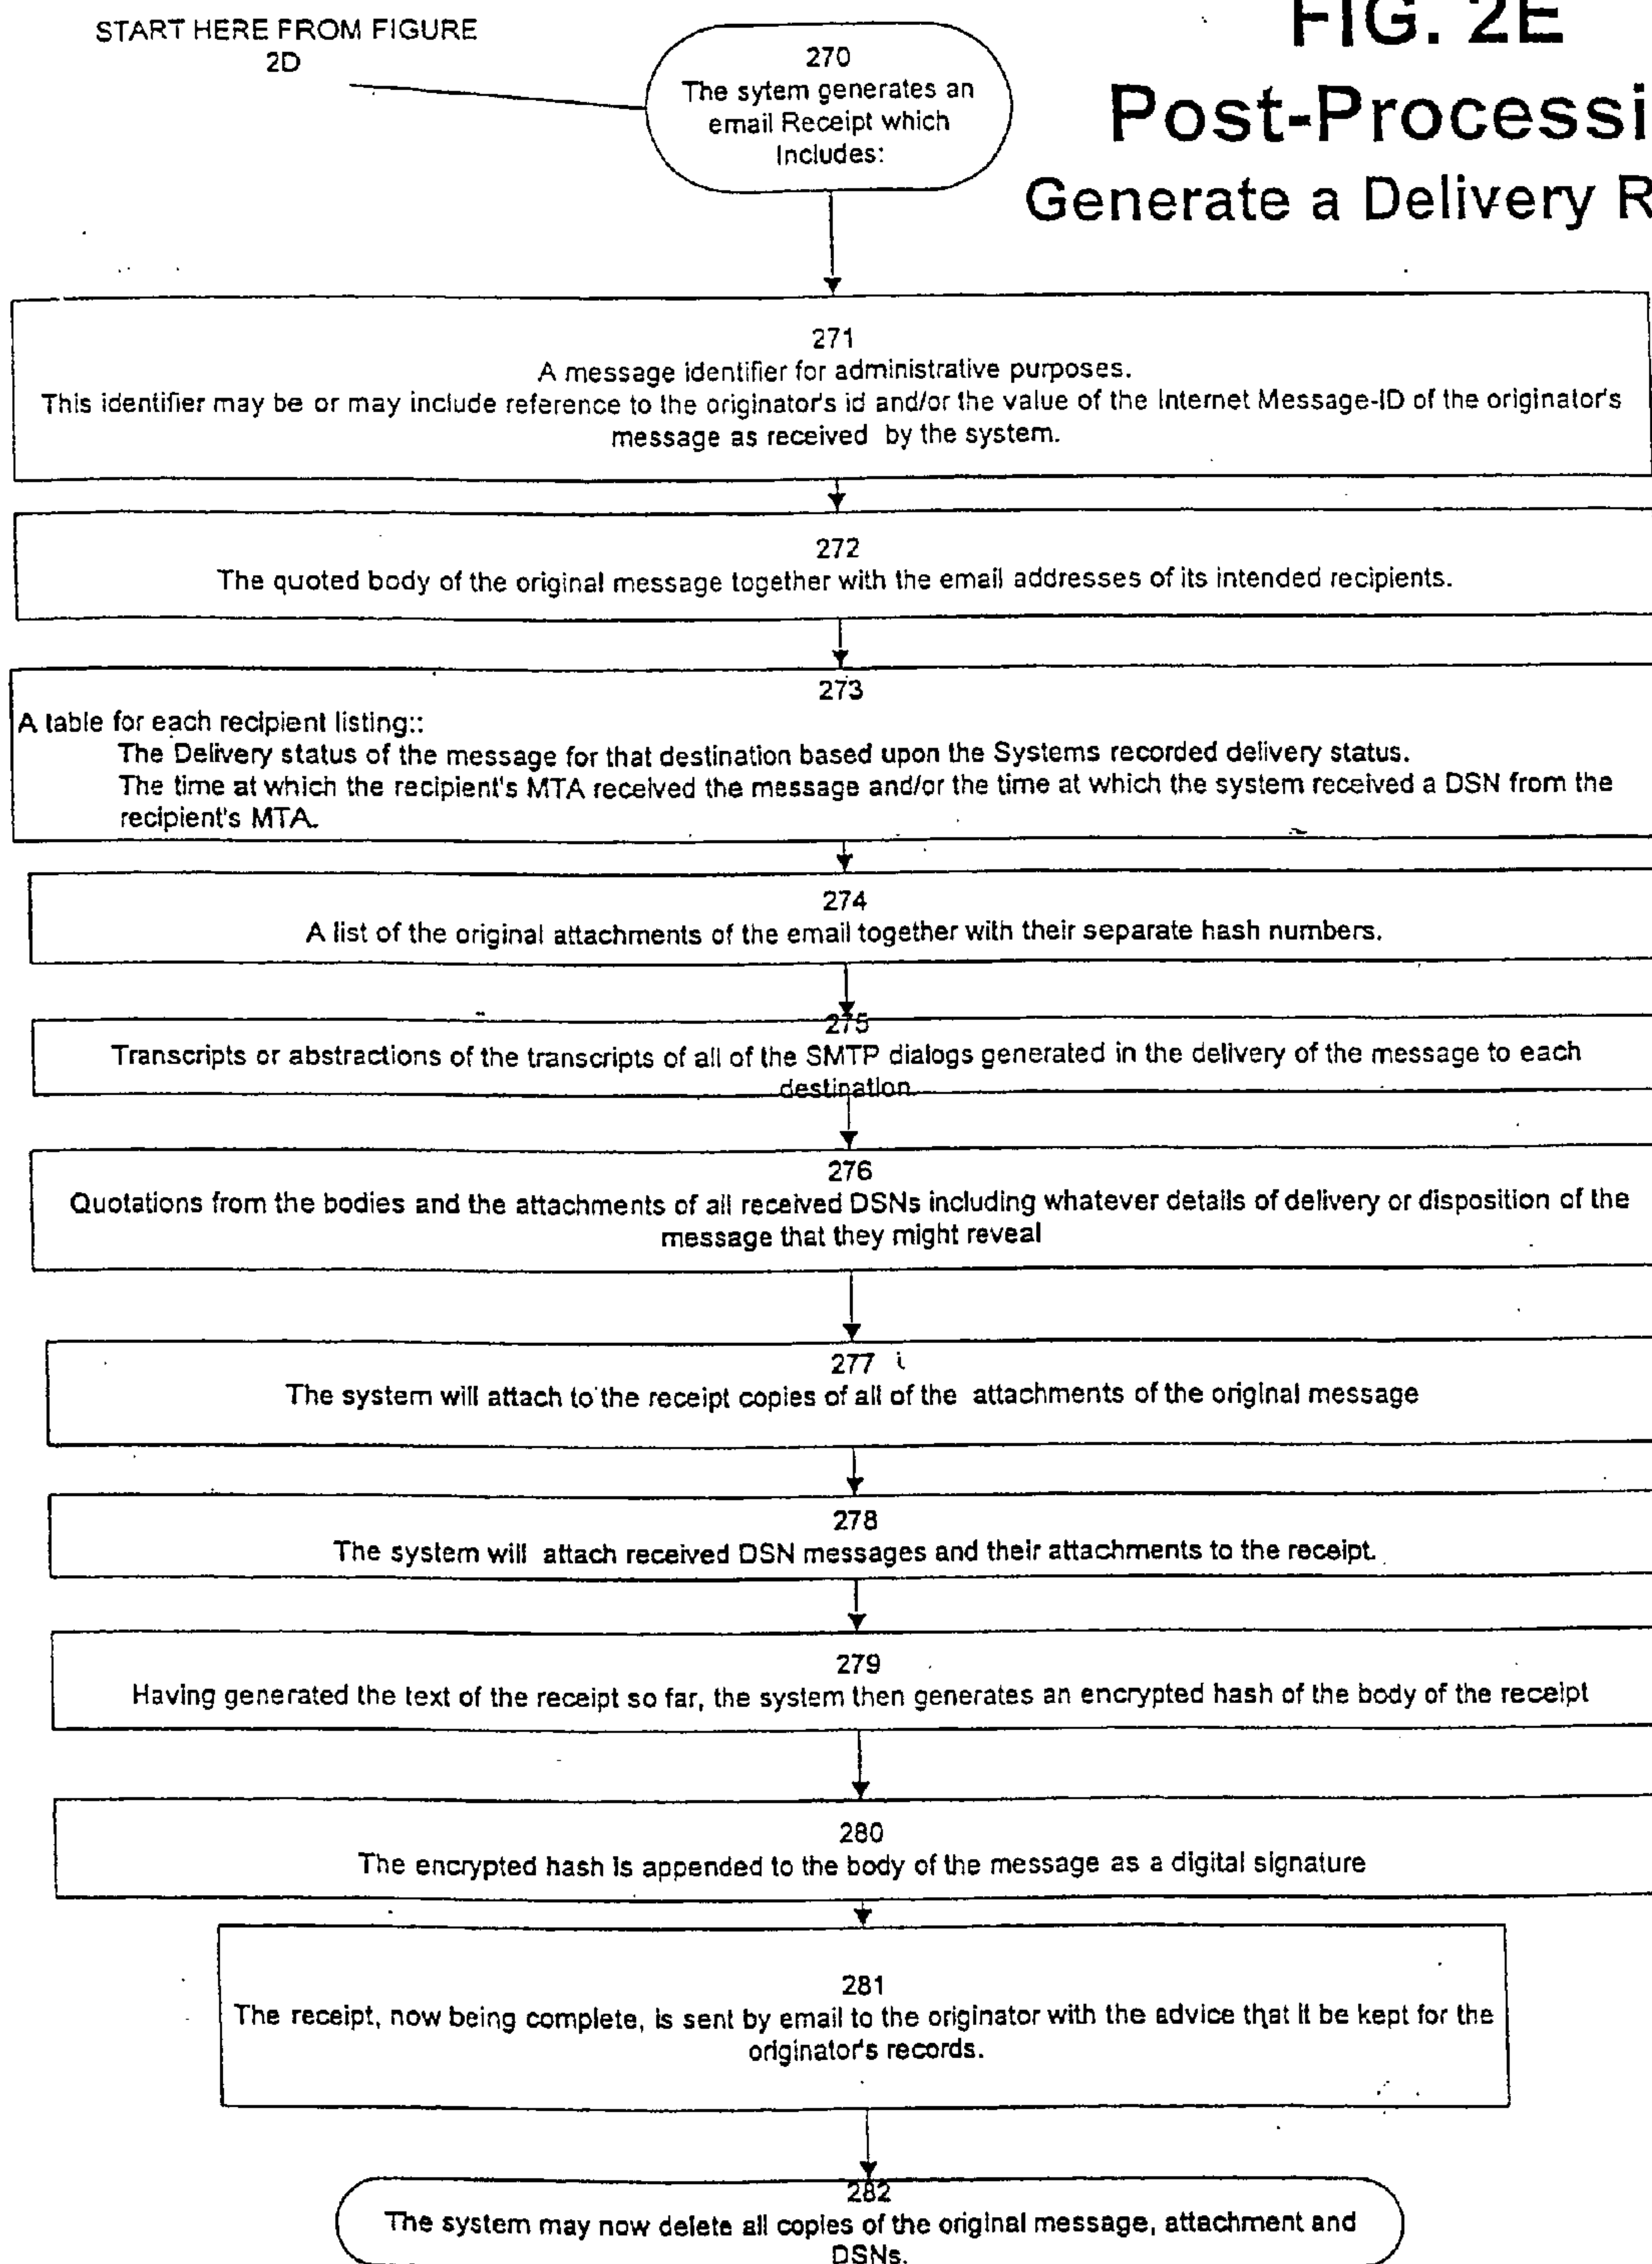 START HERE FROM FIGURE
2D
FIG. 2E
Post-Processi
Generate a Delivery R
270
The sytem generates an
email Receipt which
Includes:
271
A message identifier for administrative purposes.
This identifier may be or may include reference to the originator's id and/or the value of the Internet Message-ID of the originator's
message as received by the system.
272
The quoted body of the original message together with the email addresses of its intended recipients.
273
A table for each recipient listing::
The Delivery status of the message for that destination based upon the Systems recorded delivery status.
The time at which the recipient's MTA received the message and/or the time at which the system received a DSN from the
recipient's MTA.
274
A list of the original attachments of the email together with their separate hash numbers.
275
Transcripts or abstractions of the transcripts of all of the SMTP dialogs generated in the delivery of the message to each
destination.
276
Quotations from the bodies and the attachments of all received DSNs including whatever details of delivery or disposition of the
message that they might reveal
277
The system will attach to the receipt copies of all of the attachments of the original message
278
The system will attach received DSN messages and their attachments to the receipt.
279
Having generated the text of the receipt so far, the system then generates an encrypted hash of the body of the receipt
280
The encrypted hash is appended to the body of the message as a digital signature
281
The receipt, now being complete, is sent by email to the originator with the advice that it be kept for the
originator's records.
282
The system may now delete all copies of the original message, attachment and
DSNs.